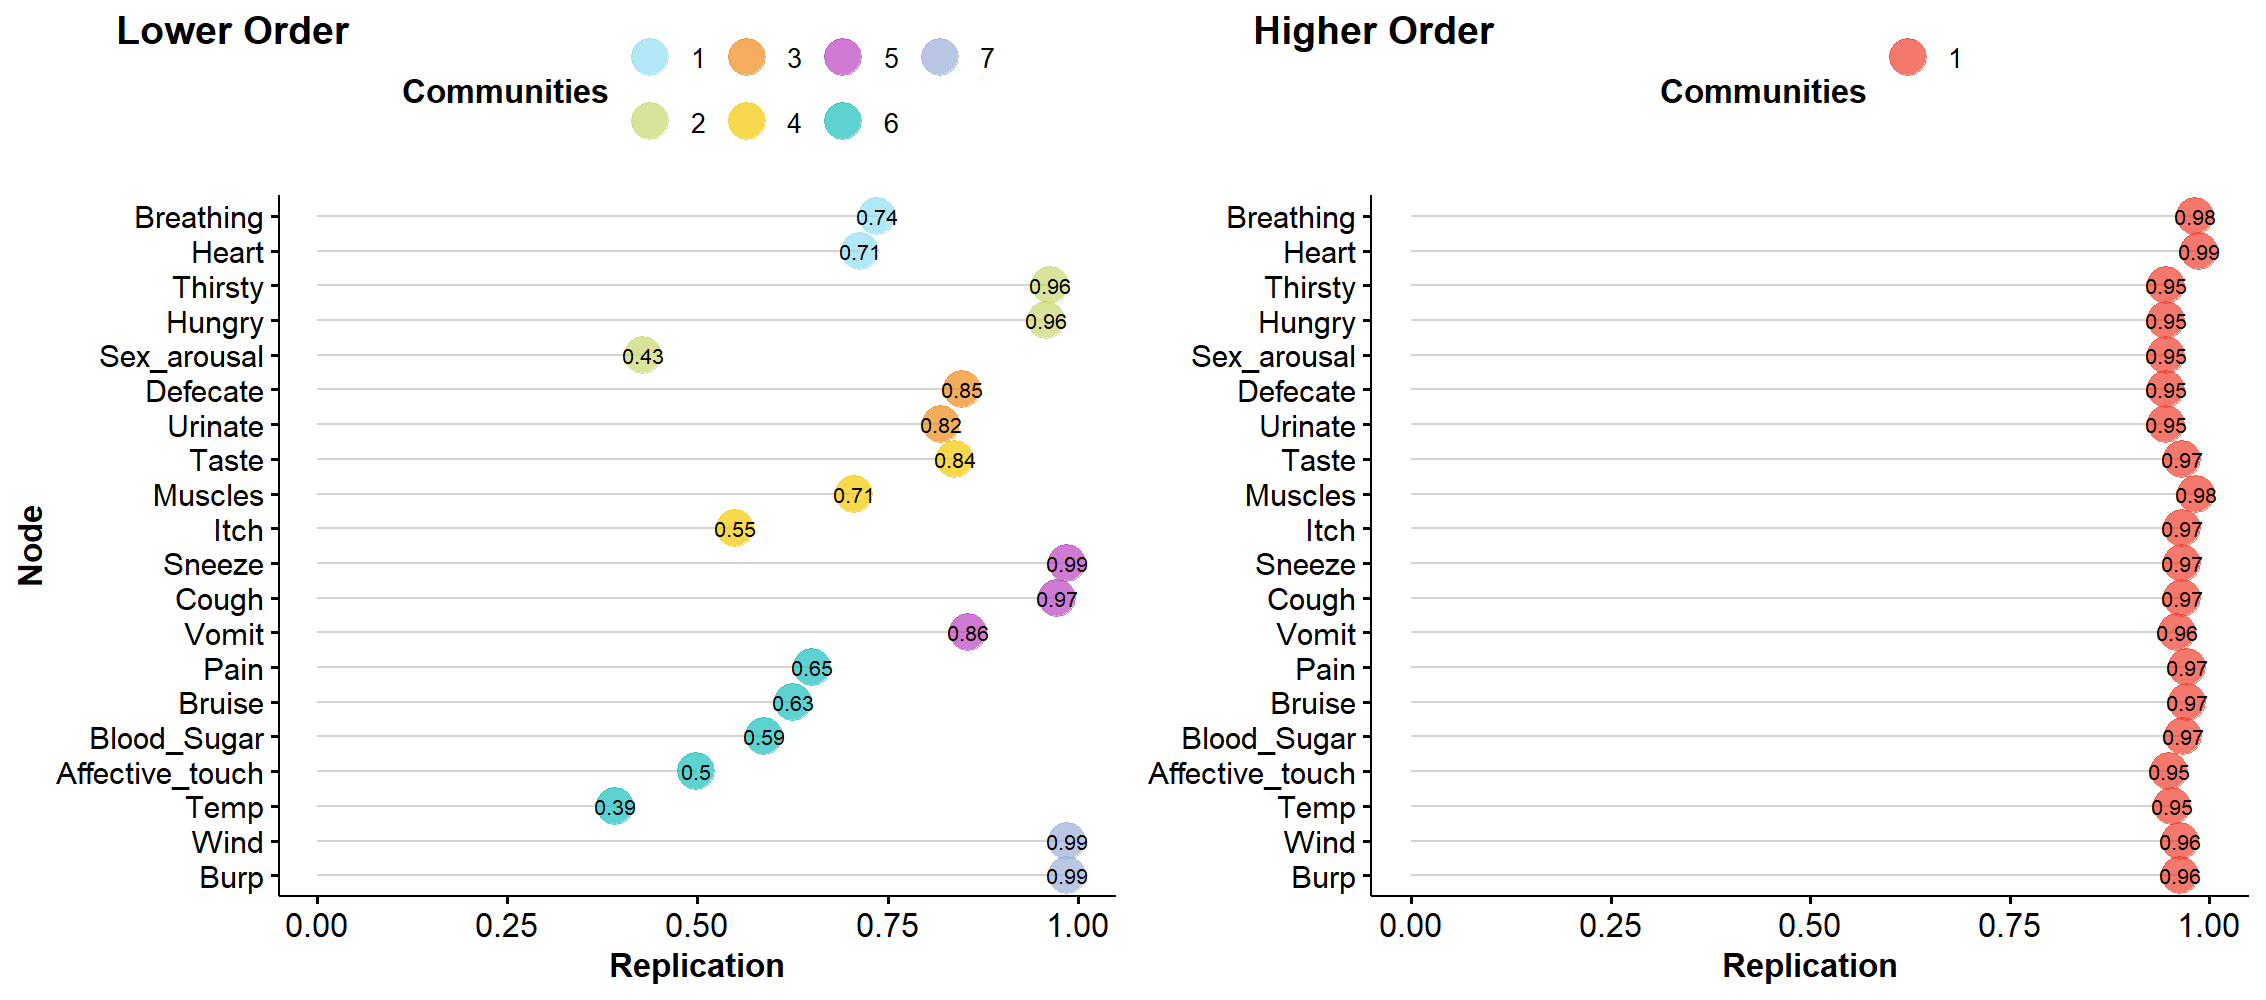 Lower Order
Communities
1 3 5 7
2 4 6
Node
Breathing 0.74
Heart 0.71
Thirsty 0.96
Hungry 0.96
Sex_arousal 0.43
Defecate 0.85
Urinate 0.82
Taste 0.84
Muscles 0.71
Itch 0.55
Sneeze 0.99
Cough 0.97
Vomit 0.86
Pain 0.65
Bruise 0.63
Blood_Sugar 0.59
Affective_touch 0.5
Temp 0.39
Wind 0.99
Burp 0.99
0.00 0.25 0.50 0.75 1.00
Replication
Higher Order
Communities
1
Breathing 0.98
Heart 0.99
Thirsty 0.95
Hungry 0.95
Sex_arousal 0.95
Defecate 0.95
Urinate 0.95
Taste 0.97
Muscles 0.98
Itch 0.97
Sneeze 0.97
Cough 0.97
Vomit 0.96
Pain 0.97
Bruise 0.97
Blood_Sugar 0.97
Affective_touch 0.95
Temp 0.95
Wind 0.96
Burp 0.96
0.00 0.25 0.50 0.75 1.00
Replication